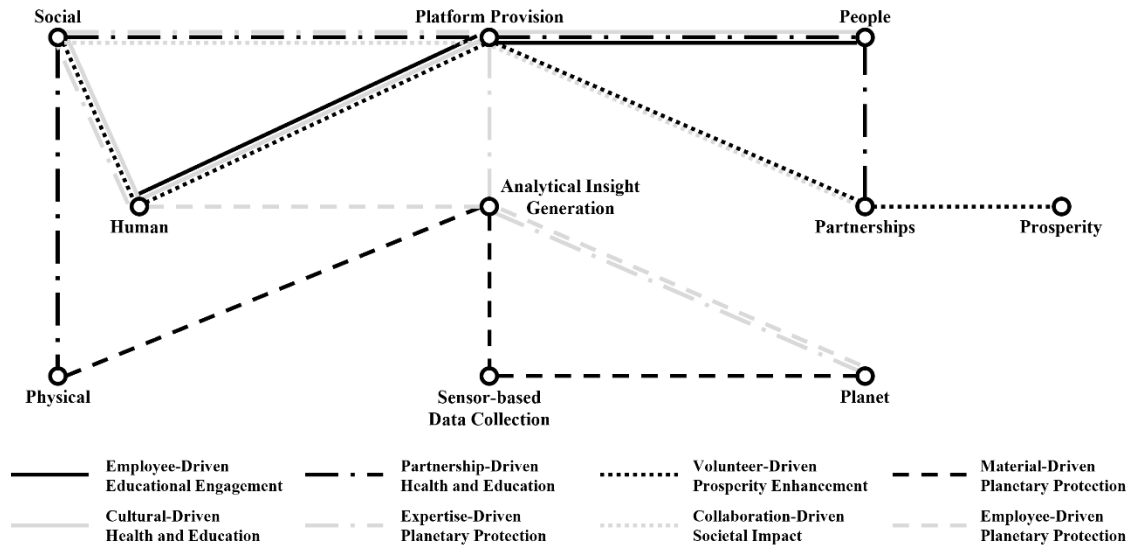 Social
Platform Provision
People
Human
Analytical Insight
Generation
Partnerships
Prosperity
Physical
Sensor-based
Data Collection
Planet
Employee-Driven
Educational Engagement
Partnership-Driven
Health and Education
Volunteer-Driven
Prosperity Enhancement
Material-Driven
Planetary Protection
Cultural-Driven
Health and Education
Expertise-Driven
Planetary Protection
Collaboration-Driven
Societal Impact
Employee-Driven
Planetary Protection